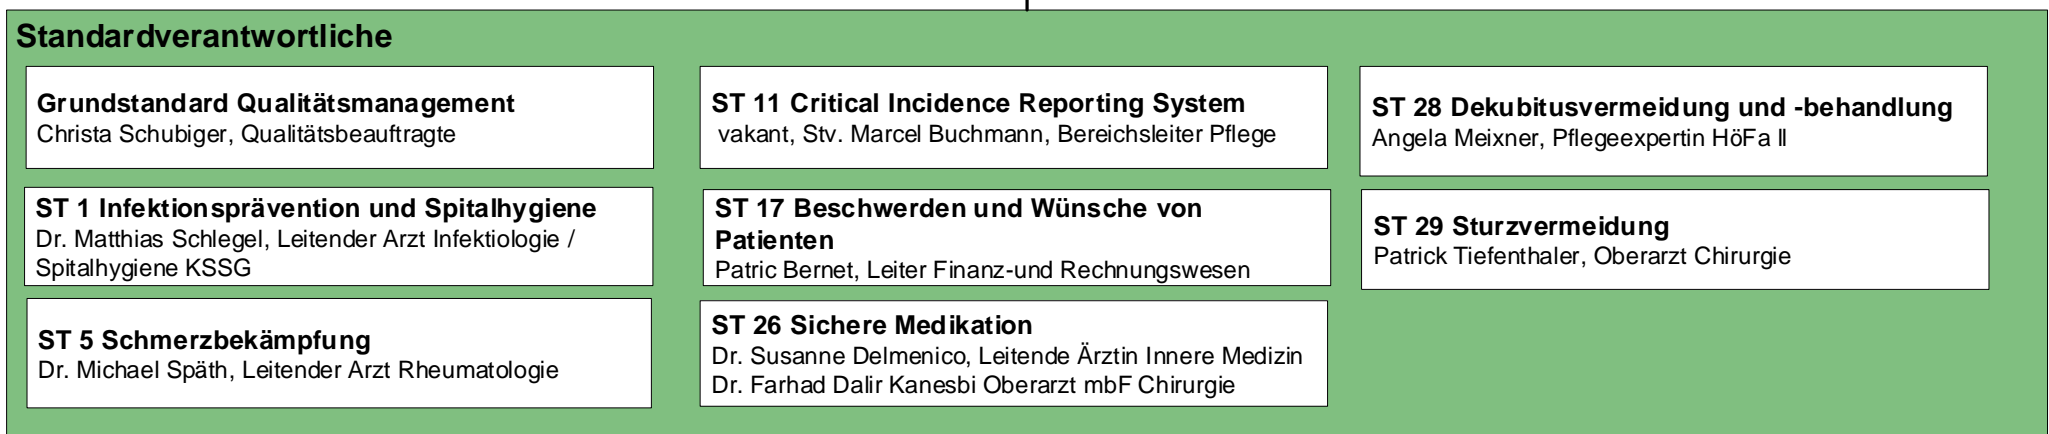 Standardverantwortliche
Grundstandard Qualitätsmanagement
Christa Schubiger, Qualitätsbeauftragte
ST 1 Infektionsprävention und Spitalhygiene
Dr. Matthias Schlegel, Leitender Arzt Infektiologie /
Spitalhygiene KSSG
ST 5 Schmerzbekämpfung
Dr. Michael Späth, Leitender Arzt Rheumatologie
ST 11 Critical Incidence Reporting System
vakant, Stv. Marcel Buchmann, Bereichsleiter Pflege
ST 17 Beschwerden und Wünsche von
Patienten
Patric Bernet, Leiter Finanz-und Rechnungswesen
ST 26 Sichere Medikation
Dr. Susanne Delmenico, Leitende Ärztin Innere Medizin
Dr. Farhad Dalir Kanesbi Oberarzt mbF Chirurgie
ST 28 Dekubitusvermeidung und -behandlung
Angela Meixner, Pflegeexpertin HöFa II
ST 29 Sturzvermeidung
Patrick Tiefenthaler, Oberarzt Chirurgie